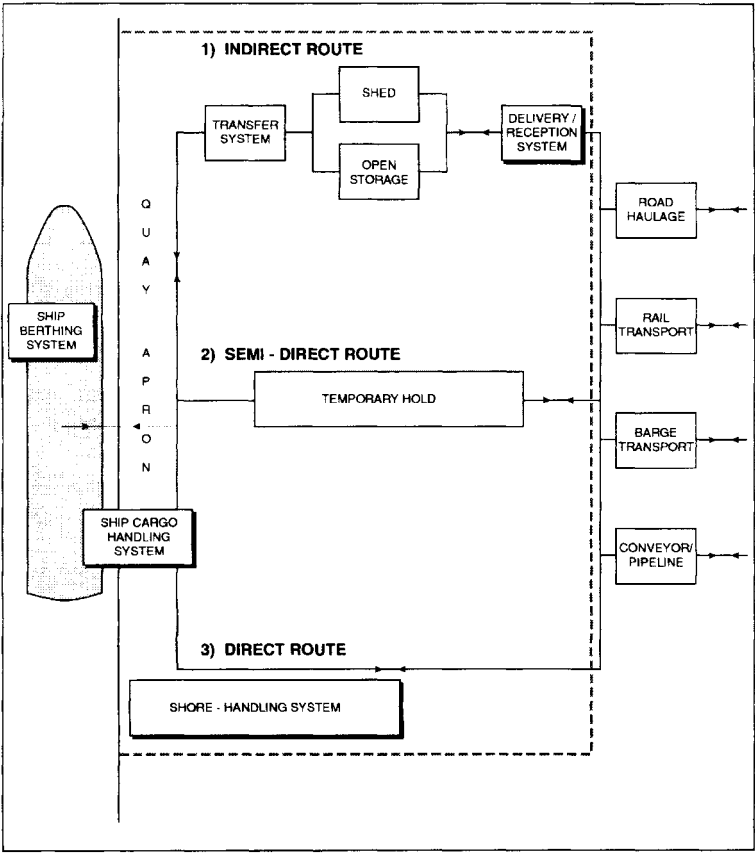 1) INDIRECT ROUTE
SHED
TRANSFER
SYSTEM
OPEN
STORAGE
DELIVERY /
RECEPTION
SYSTEM
ROAD
HAULAGE
QUAY APRON
SHIP
BERTHING
SYSTEM
RAIL
TRANSPORT
2) SEMI - DIRECT ROUTE
TEMPORARY HOLD
BARGE
TRANSPORT
SHIP CARGO
HANDLING
SYSTEM
CONVEYOR/
PIPELINE
3) DIRECT ROUTE
SHORE - HANDLING SYSTEM